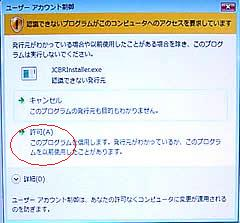 ユーザー アカウント制御
認識できないプログラムがこのコンピュータへのアクセスを要求しています
発行元がわかっている場合や以前使用したことがある場合を除き、このプログラムは実行しないでください。
JCBRInstaller.exe
認識できない発行元
キャンセル
このプログラムの発行元も目的もわかりません。
許可(A)
このプログラムを信用します。発行元がわかっているか、このプログラ
ムを以前使用したことがあります。
詳細(D)
ユーザー アカウント制御は、あなたの許可なくコンピュータに変更が適用されるの
を防ぎます。